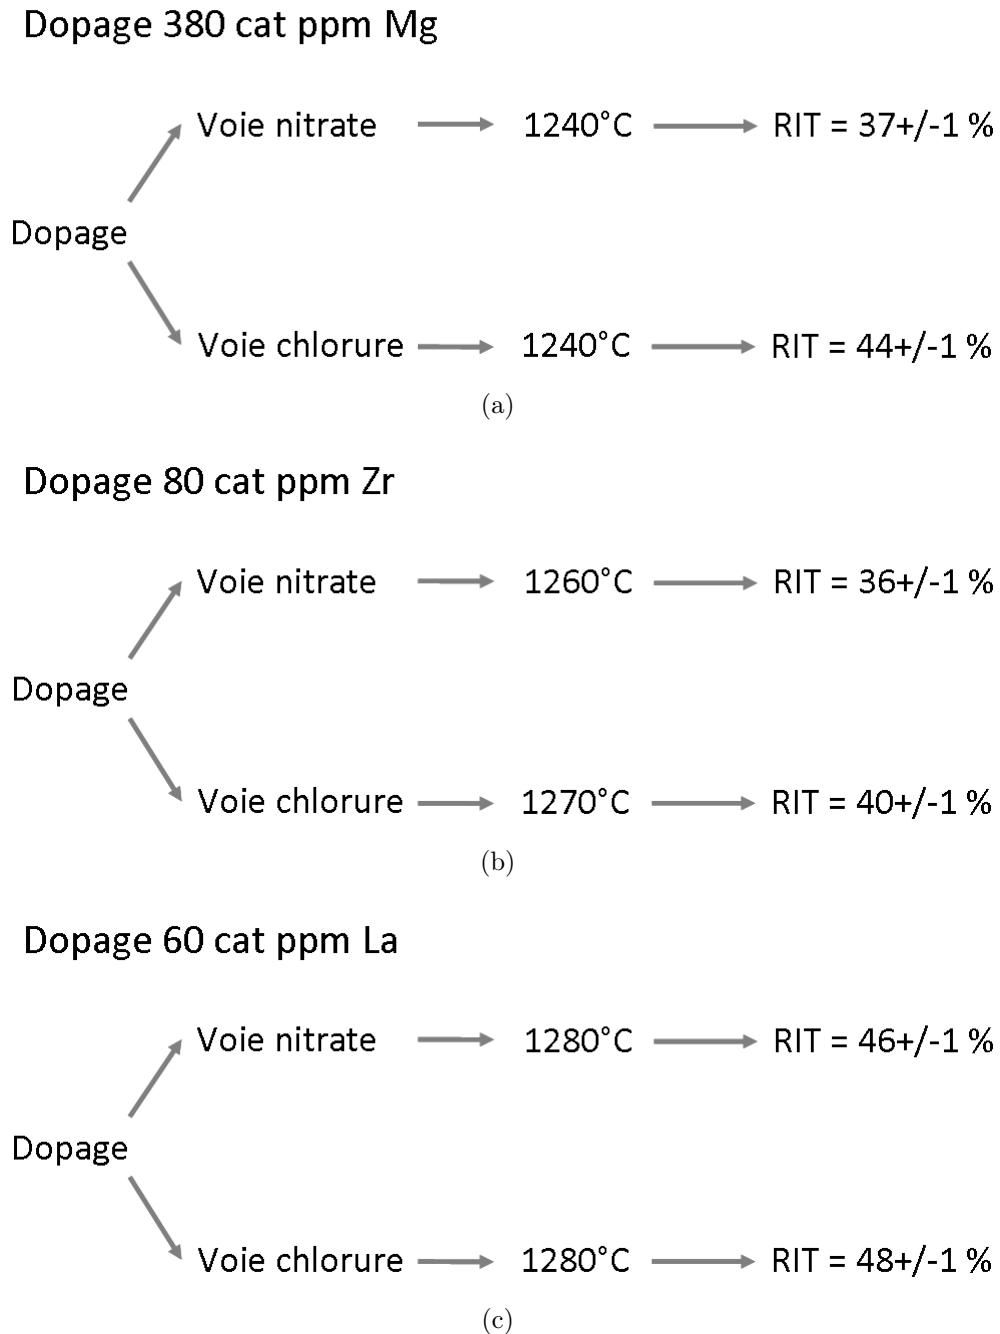 Dopage 380 cat ppm Mg
Voie nitrate 1240°C RIT = 37+/-1 %
Dopage
Voie chlorure 1240°C RIT = 44+/-1 %
(a)
Dopage 80 cat ppm Zr
Voie nitrate 1260°C RIT = 36+/-1 %
Dopage
Voie chlorure 1270°C RIT = 40+/-1 %
(b)
Dopage 60 cat ppm La
Voie nitrate 1280°C RIT = 46+/-1 %
Dopage
Voie chlorure 1280°C RIT = 48+/-1 %
(c)